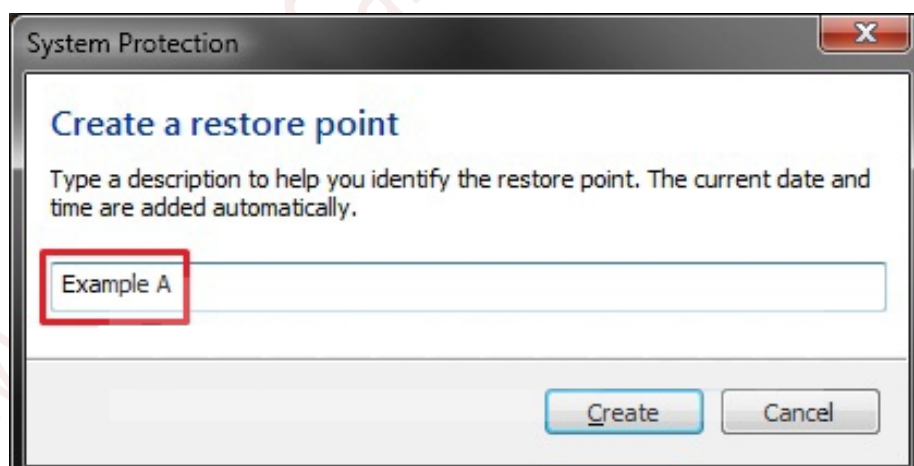 System Protection
Create a restore point
Type a description to help you identify the restore point. The current date and
time are added automatically.
Example A
Create Cancel